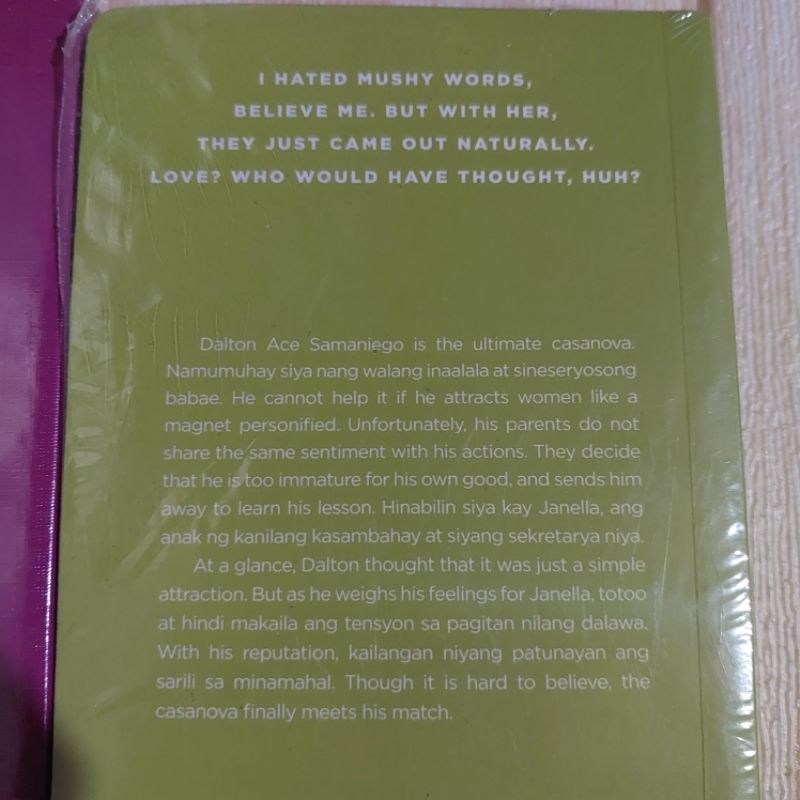 I HATED MUSHY WORDS,
BELIEVE ME. BUT WITH HER,
THEY JUST CAME OUT NATURALLY.
LOVE? WHO WOULD HAVE THOUGHT, HUH?
Dalton Ace Samaniego is the ultimate casanova.
Namumuhay siya nang walang inaalala at sineseryosong
babae. He cannot help it if he attracts women like a
magnet personified. Unfortunately, his parents do not
share the same sentiment with his actions. They decide
that he is too immature for his own good, and sends him
away to learn his lesson. Hinabilin siya kay Janella, ang
anak ng kanilang kasambahay at siyang sekretarya niya.
At a glance, Dalton thought that it was just a simple
attraction. But as he weighs his feelings for Janella, totoo
at hindi makaila ang tensyon sa pagitan nilang dalawa.
With his reputation, kailangan niyang patunayan ang
sarili sa minamahal. Though it is hard to believe, the
casanova finally meets his match.